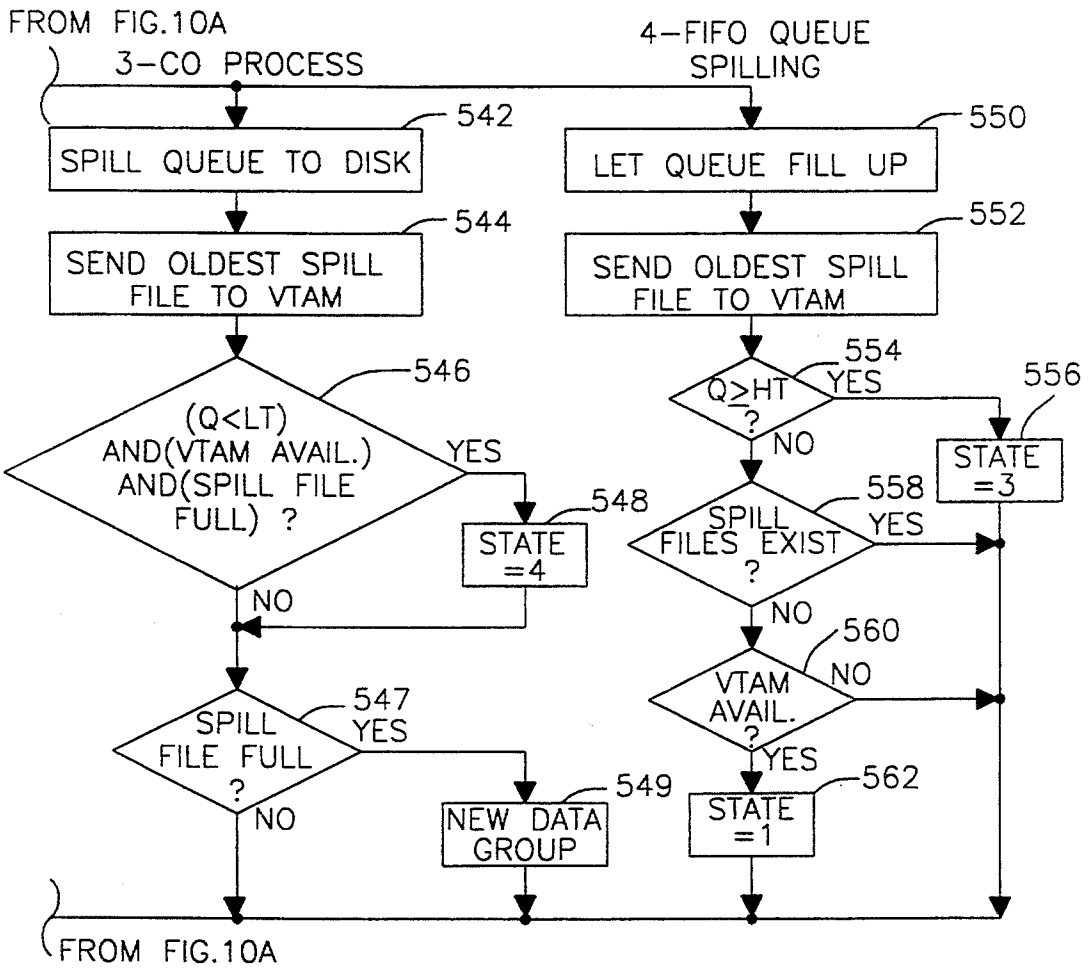 FROM FIG.10A
3-CO PROCESS
4-FIFO QUEUE
SPILLING
542
SPILL QUEUE TO DISK
544
SEND OLDEST SPILL
FILE TO VTAM
546
(Q<LT)
AND(VTAM AVAIL.)
AND(SPILL FILE
FULL) ?
YES
548
STATE
=4
NO
547
SPILL
FILE FULL
?
YES
549
NEW DATA
GROUP
NO
550
LET QUEUE FILL UP
552
SEND OLDEST SPILL
FILE TO VTAM
554
Q≥HT
?
YES
556
STATE
=3
NO
558
SPILL
FILES EXIST
?
YES
NO
560
VTAM
AVAIL.
?
NO
YES
562
STATE
=1
FROM FIG.10A